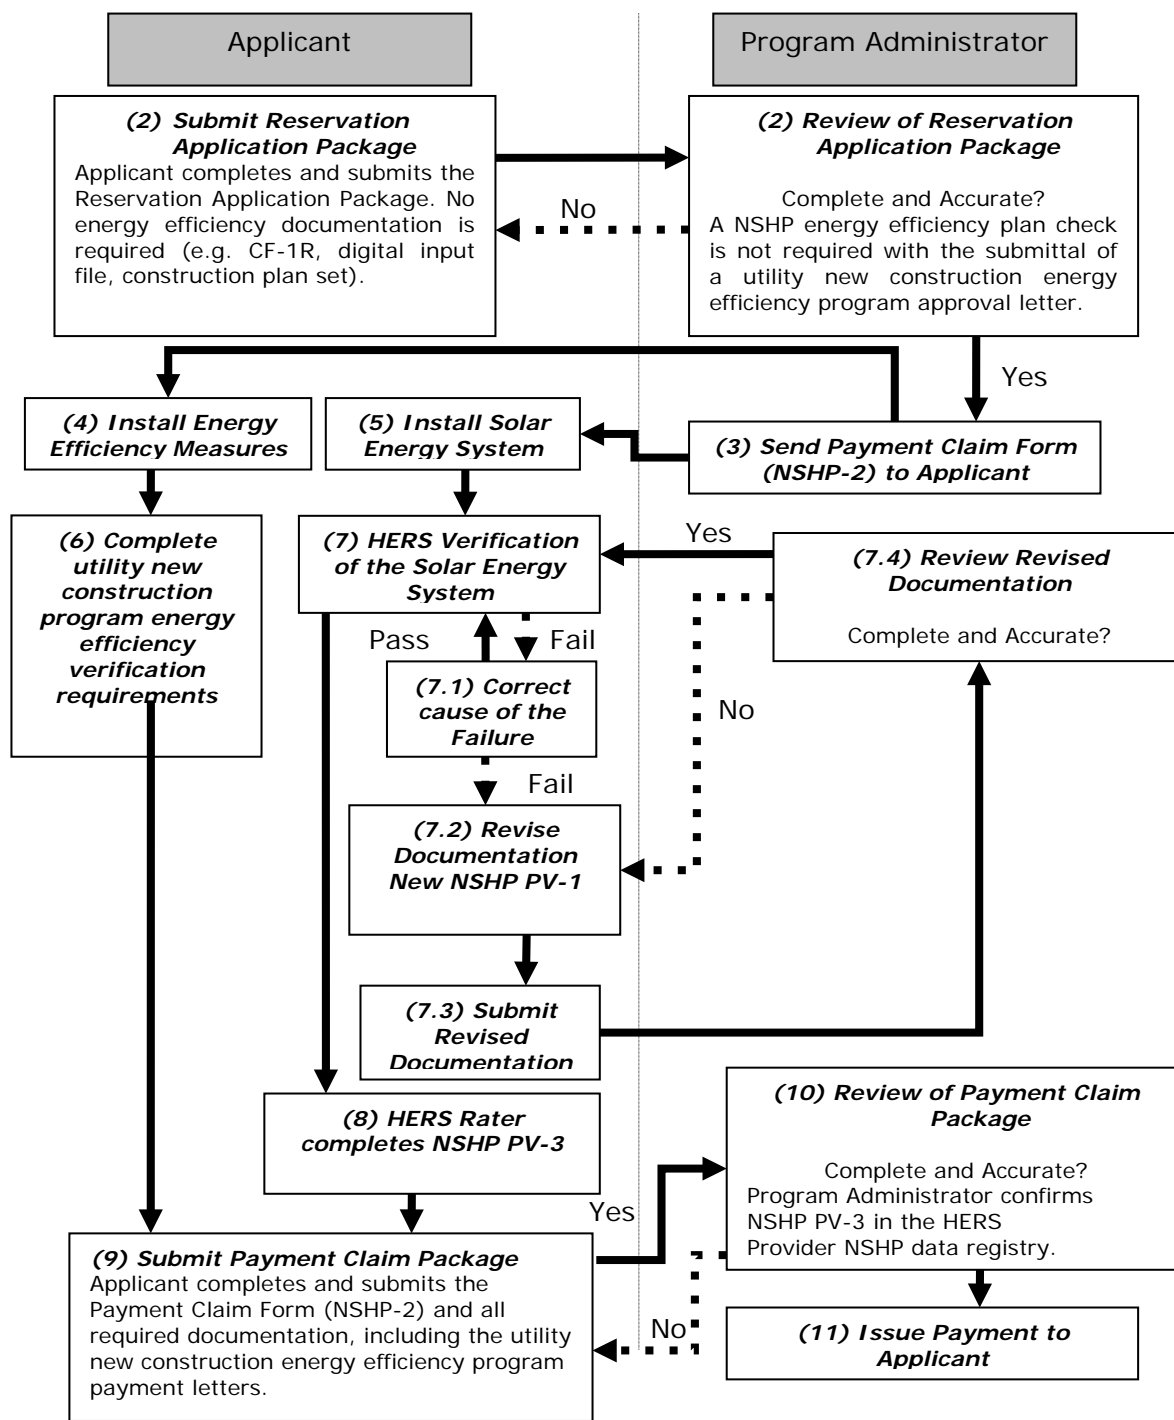 Applicant
Program Administrator
(2) Submit Reservation
Application Package
Applicant completes and submits the
Reservation Application Package. No
energy efficiency documentation is
required (e.g. CF-1R, digital input
file, construction plan set).
(2) Review of Reservation
Application Package
Complete and Accurate?
A NSHP energy efficiency plan check
is not required with the submittal of
a utility new construction energy
efficiency program approval letter.
No
Yes
(4) Install Energy
Efficiency Measures
(5) Install Solar
Energy System
(3) Send Payment Claim Form
(NSHP-2) to Applicant
(6) Complete
utility new
construction
program energy
efficiency
verification
requirements
(7) HERS Verification
of the Solar Energy
System
Yes
(7.4) Review Revised
Documentation
Complete and Accurate?
Pass
Fail
(7.1) Correct
cause of the
Failure
No
Fail
(7.2) Revise
Documentation
New NSHP PV-1
(7.3) Submit
Revised
Documentation
(8) HERS Rater
completes NSHP PV-3
(10) Review of Payment Claim
Package
Complete and Accurate?
Program Administrator confirms
NSHP PV-3 in the HERS
Provider NSHP data registry.
Yes
(9) Submit Payment Claim Package
Applicant completes and submits the
Payment Claim Form (NSHP-2) and all
required documentation, including the utility
new construction energy efficiency program
payment letters.
No
(11) Issue Payment to
Applicant